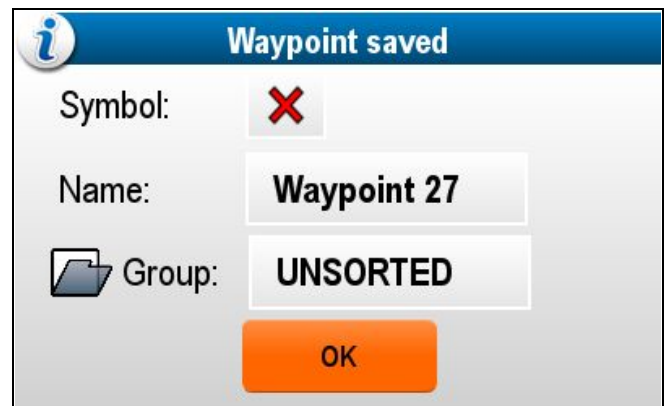 Waypoint saved
Symbol:
Name: Waypoint 27
Group: UNSORTED
OK